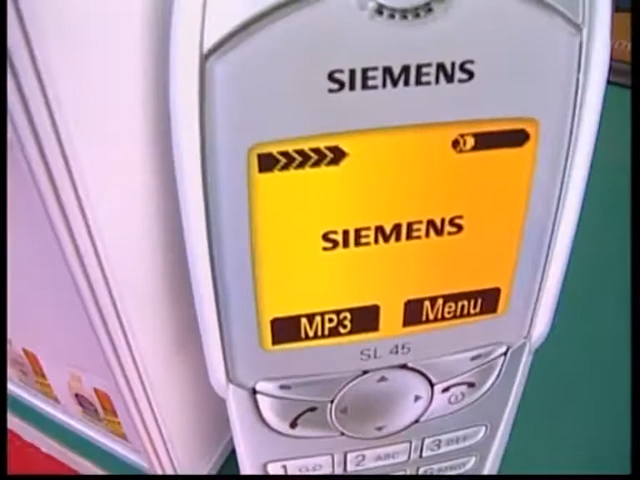 SIEMENS
SIEMENS
MP3 Menu
SL 45
1 2 ABC 3 DEF